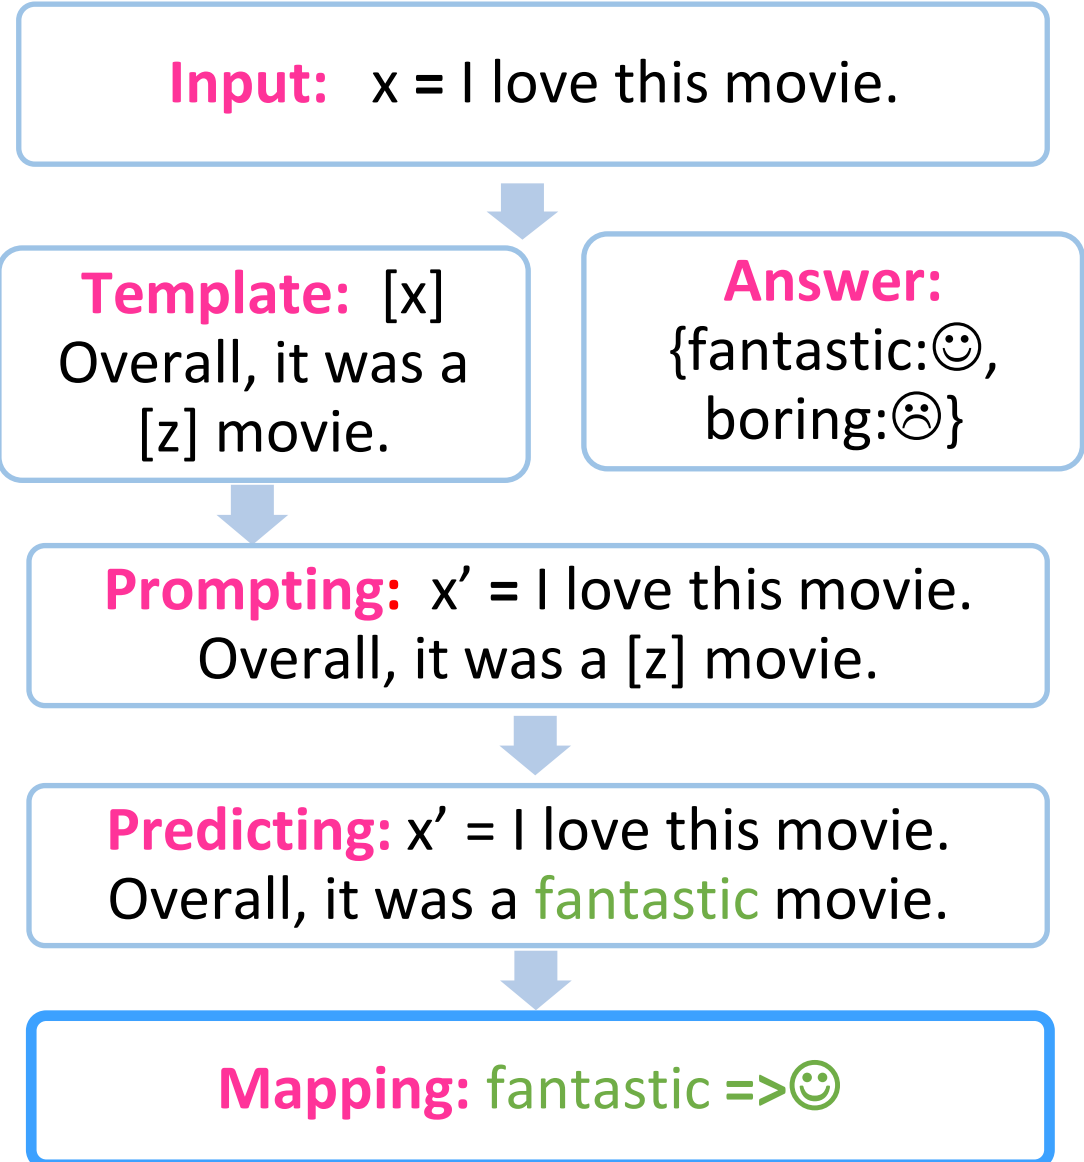 Input: x = I love this movie.
Template: [x]
Overall, it was a
[z] movie.
Answer:
{fantastic:☺,
boring:☹}
Prompting: x’ = I love this movie.
Overall, it was a [z] movie.
Predicting: x’ = I love this movie.
Overall, it was a fantastic movie.
Mapping: fantastic =>☺